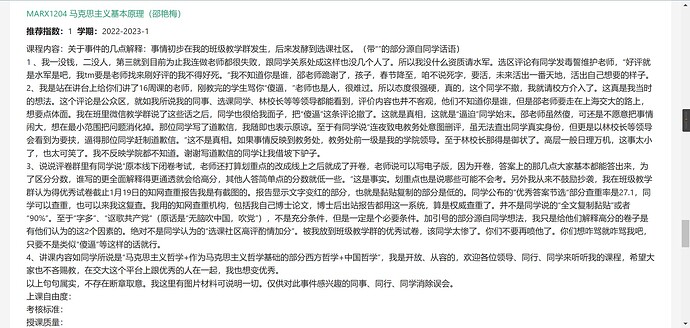 MARX1204 马克思主义基本原理（邵艳梅）
推荐指数：1 学期：2022-2023-1
课程内容：关于事件的几点解释：事情初步在我的班级教学群发生，后来发酵到选课社区。（带“”的部分源自同学话语）
1、我一没钱，二没人，第三就到目前为止我连做老师都很失败，跟同学关系处成这样也没几个人了。所以我没什么资质请水军。选区评论有同学发毒誓维护老师，“好评就
是水军是吧，我tm要是老师找来刷好评的我不得好死。”我不知道你是谁，邵老师跪谢了，孩子，春节降至，咱不说死字，要活，未来活出一番天地，活出自己想要的样子。
2、我是站在讲台上给你们讲了16周课的老师，刚教完的学生骂你“傻逼，“老师也是人，很难过。所以态度很强硬，真的，这个同学不撤，我就请校方介入了。这真是我当时
的想法。这个评论是公众区，就如我所说我的同事、选课同学、林校长等等领导都能看到，评价内容也并不客观，他们不知道你是谁，但是邵老师要走在上海交大的路上，
想要点体面。我在班里微信教学群说了这些话之后，同学也很给我面子，把“傻逼”这条评论撤了。这就是真相，这就是“逼迫”同学始末。邵老师虽然傻，可还是不愿意把事情
闹大，想在最小范围把问题消化掉。那位同学写了道歉信，我随即也表示原谅。至于有同学说“连夜致电教务处意图溯评，虽无法查出同学真实身份，但更是以林校长等领导
会看到为要挟，逼得那位同学赶制道歉信。”这不是真相。如果事情反映到教务处，教务处前一级是我的学院领导。至于林校长那得是御状了。高层一般日理万机，这事太小
了，也太可笑了。我不反映学院都不知道。谢谢写道歉信的同学让我借坡下驴子。
3、说说评卷群里有同学说“原本线下闭卷考试，老师还打算划重点的改成线上之后就成了开卷，老师说可以写电子版，因为开卷，答案上的那几点大家基本都能答出来，为
了区分分数，谁写的更全面解释得更通透就会给高分，其他人答简单点的分数就低一些。”这是事实。划重点也是说哪些可能不会考。另外我从来不鼓励抄袭，我在班级教学
群认为得优秀试卷截止1月19日的知网查重报告我是有截图的。报告显示文字变红的部分，也就是黏贴复制的部分是低的。同学公布的“优秀答案节选”部分查重率是27.1，同
学可以查重，也可以来找这复查。我用的知网查重机构，包括我自己博士论文，博士后出站报告都用这一系统，算是权威查重了。并不是同学说的“全文复制黏贴”或者
“90%”。至于“字多”、“讴歌共产党”（原话是“无脑吹中国，吹党”），不是充分条件，但是一定是个必要条件。加引号的部分源自同学想法，我只是给他们解高分的卷子是
有他们认为的这2个因素的。绝对不是同学认为的“选课社区高评酌情加分”。被我放到班级教学群的优秀试卷，该同学太惨了。你们不要再喷他了。你们想咋骂就咋骂我吧，
只要不是类似“傻逼”等这样的话就行。
4、讲课内容如同学所说是“马克思主义哲学+作为马克思主义哲学基础的部分西方哲学+中国哲学”，我是开放、从容的，欢迎各位领导、同行、同学来听听我的课程，希望大
家也不吝赐教，在交大这个平台上跟优秀的人在一起，我也想变优秀。
以上句句属实，不存在断章取意。我这里有图片材料可说明一切。仅供对此事件感兴趣的同事、同行、同学消除误会。
上课自由度：
考核标准：
授课质量：